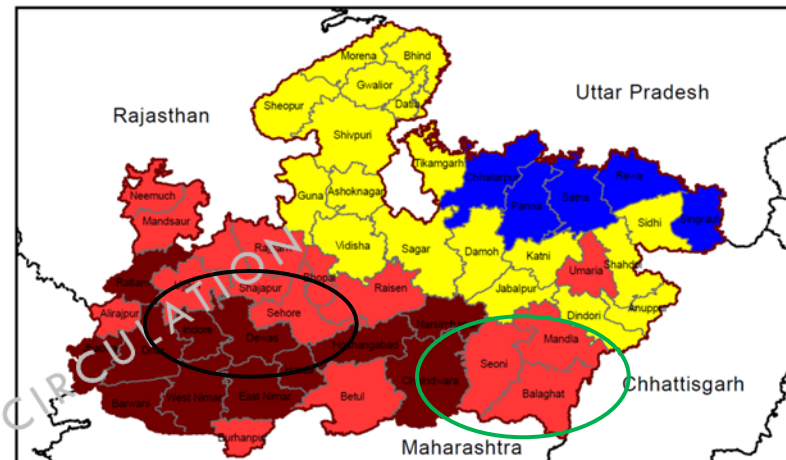 Morena
Bhind
Gwalior
Uttar Pradesh
Sheopur
Datia
Rajasthan
Shivpuri
Tikamgarh
Chhatarpur
Rewa
Neemuch
Guna
Ashoknagar
Panna
Satna
Mandsaur
Sidhi
Singrauli
Vidisha
Sagar
Rajgarh
Damoh
Katni
Shahdol
Umaria
Ratlam
Bhopal
Shajapur
Raisen
Jabalpur
Anuppur
Alirajpur
Sehore
Dindori
Indore
Dewas
Mandla
Hoshangabad
Seoni
Chhindwara
Chhattisgarh
Barwani
West Nimar
East Nimar
Betul
Balaghat
Burhanpur
Maharashtra
CIRCULATION